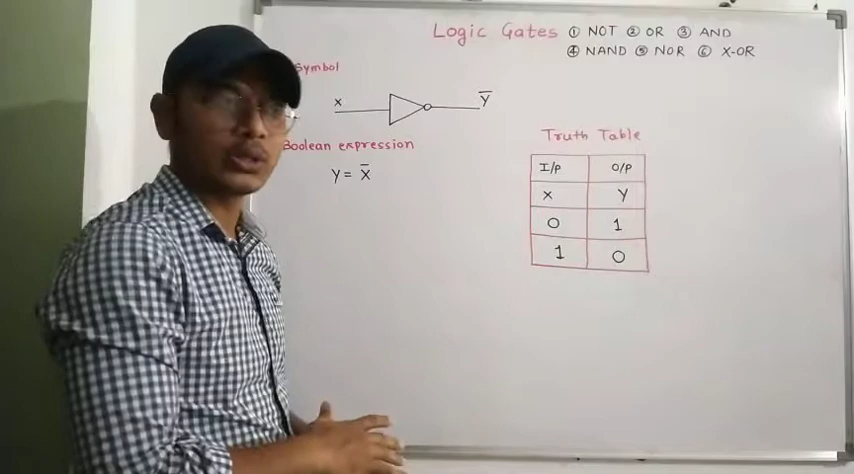 Logic Gates ① NOT ② OR ③ AND
④ NAND ⑤ NOR ⑥ X-OR
Symbol
x Y̅
Boolean expression
Y = X̅
Truth Table
I/P O/P
X Y
0 1
1 0